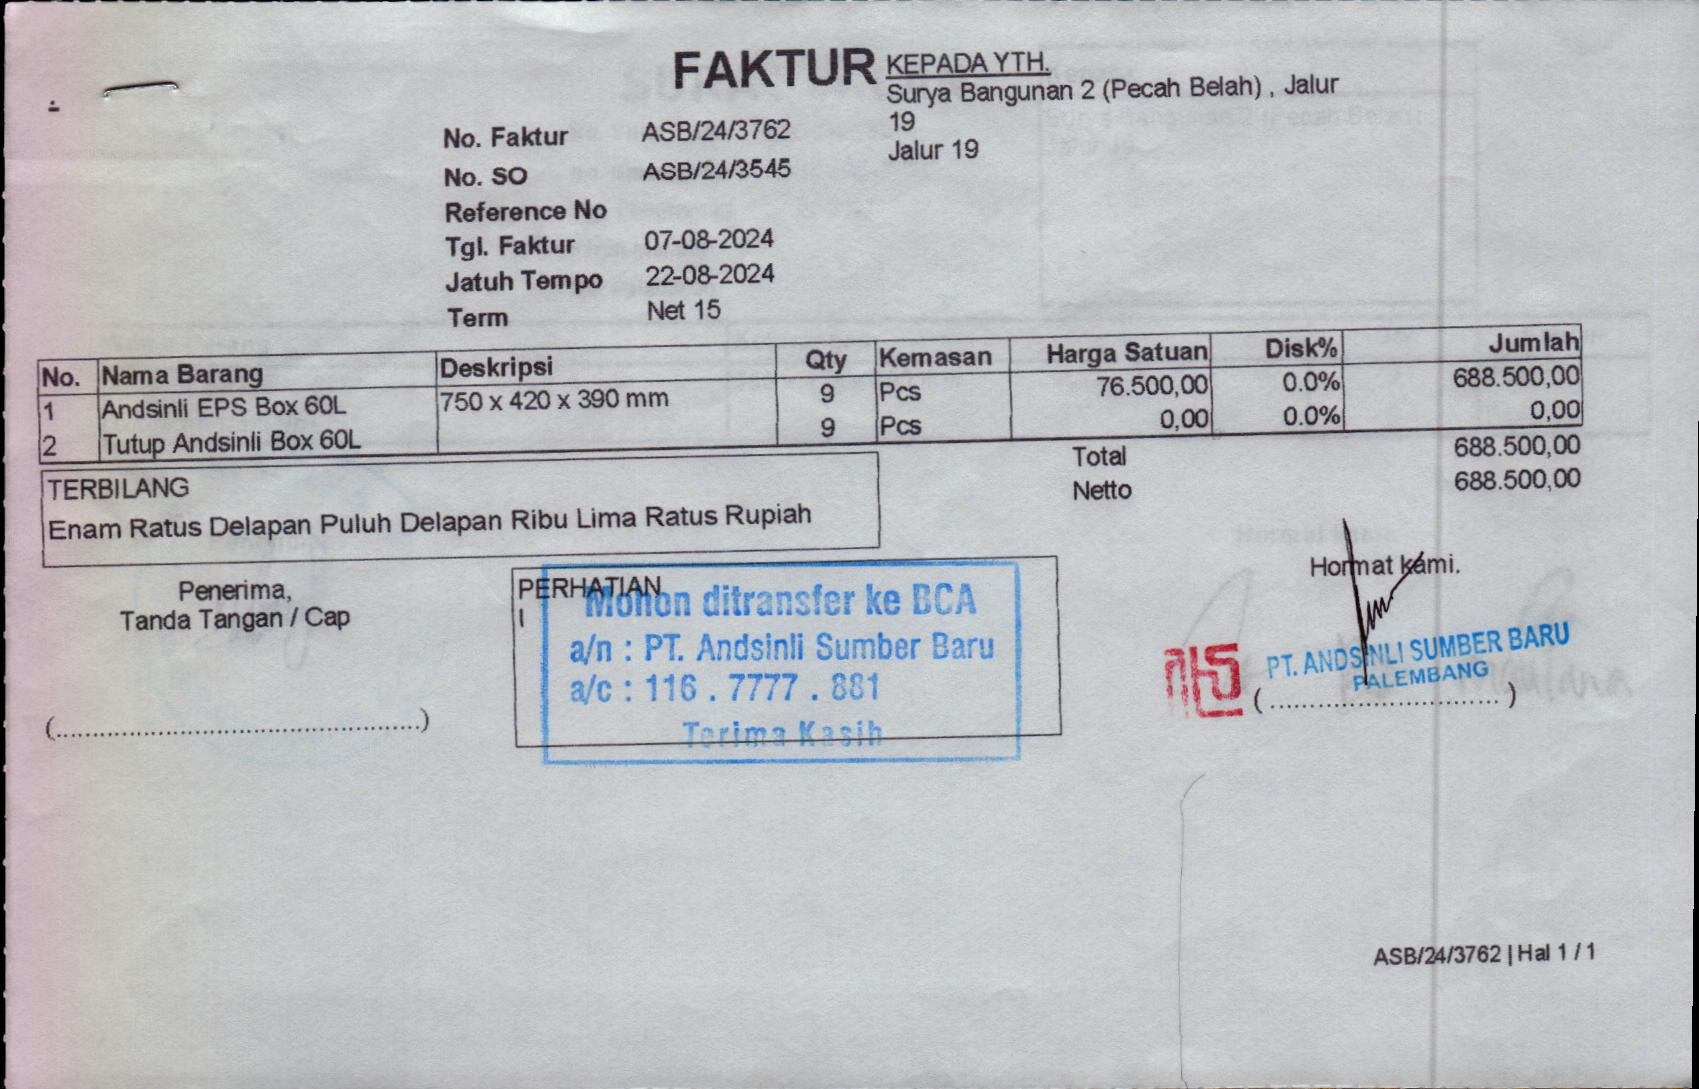 FAKTUR
KEPADA YTH.
Surya Bangunan 2 (Pecah Belah) , Jalur
19
Jalur 19
No. Faktur ASB/24/3762
No. SO ASB/24/3545
Reference No
Tgl. Faktur 07-08-2024
Jatuh Tempo 22-08-2024
Term Net 15
No. Nama Barang Deskripsi Qty Kemasan Harga Satuan Disk% Jumlah
1 Andsinli EPS Box 60L 750 x 420 x 390 mm 9 Pcs 76.500,00 0.0% 688.500,00
2 Tutup Andsinli Box 60L 9 Pcs 0,00 0.0% 0,00
Total 688.500,00
Netto 688.500,00
TERBILANG
Enam Ratus Delapan Puluh Delapan Ribu Lima Ratus Rupiah
Penerima,
Tanda Tangan / Cap
(................................................)
PERHATIAN
Mohon ditransfer ke BCA
a/n : PT. Andsinli Sumber Baru
a/c : 116 . 7777 . 881
Terima Kasih
Hormat kami.
PT. ANDSINLI SUMBER BARU
PALEMBANG
(..............................)
ASB/24/3762 | Hal 1 / 1